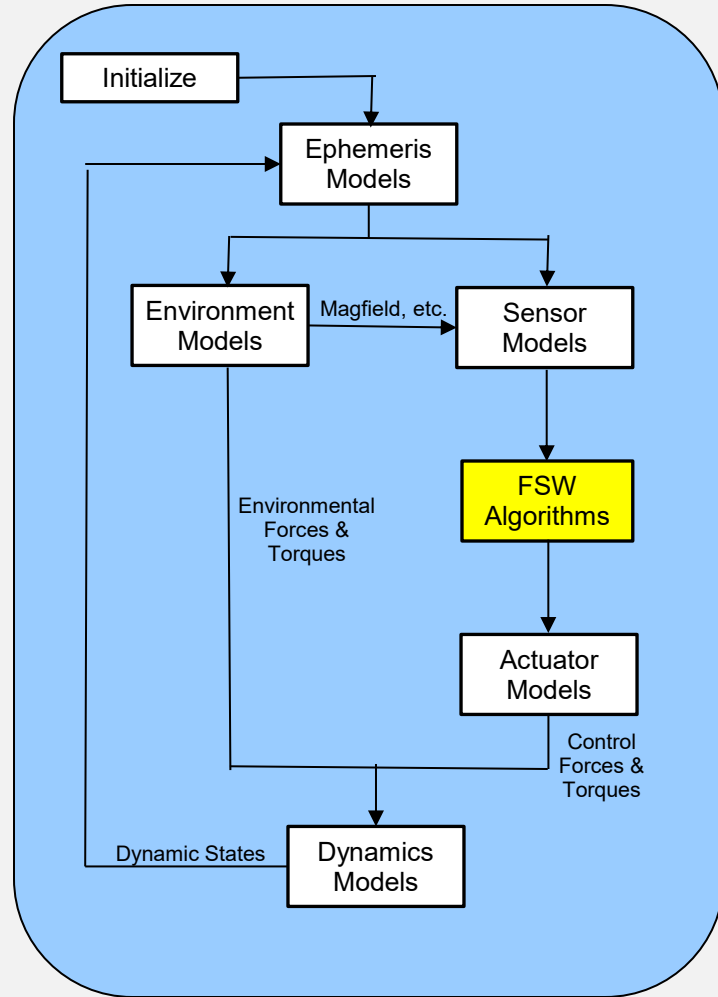 Initialize
Ephemeris
Models
Environment
Models
Magfield, etc.
Sensor
Models
FSW
Algorithms
Environmental
Forces &
Torques
Actuator
Models
Control
Forces &
Torques
Dynamic States
Dynamics
Models